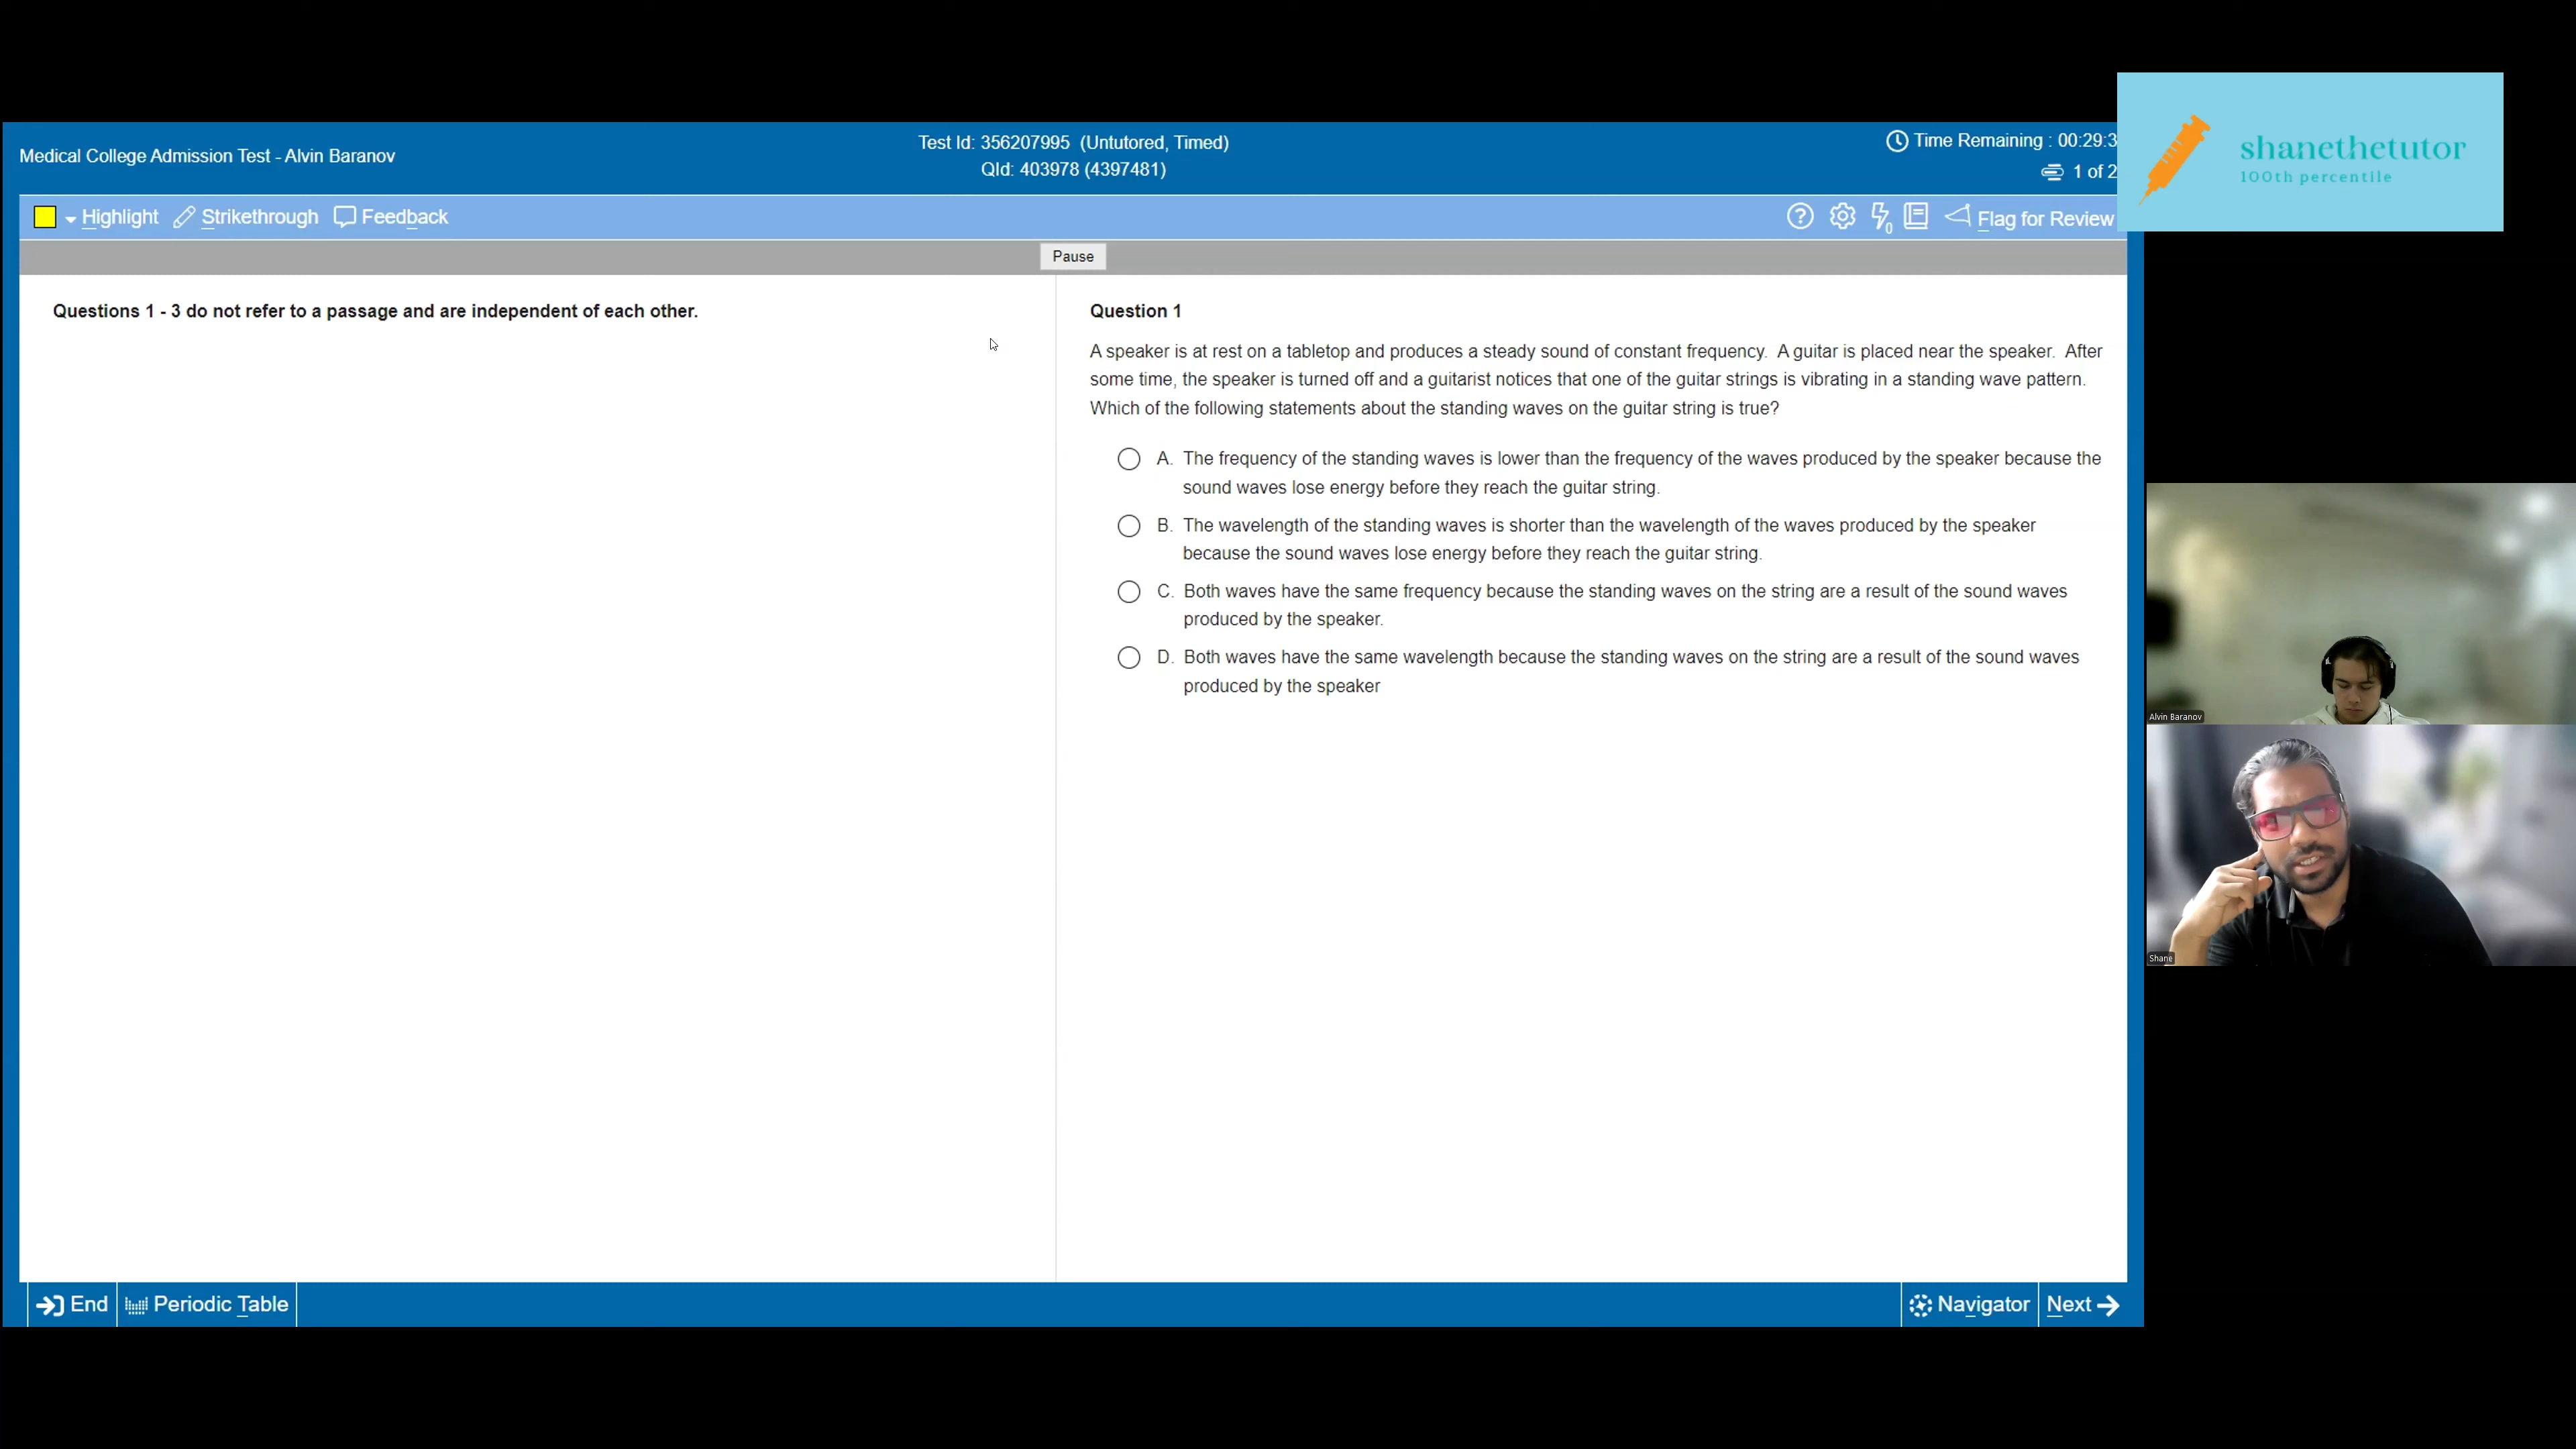 Medical College Admission Test - Alvin Baranov
Test Id: 356207995 (Untutored, Timed)
QId: 403978 (4397481)
Time Remaining : 00:29:3
1 of 2
shanethetutor
100th percentile
Highlight
Strikethrough
Feedback
0
Flag for Review
Pause
Questions 1 - 3 do not refer to a passage and are independent of each other.
Question 1
A speaker is at rest on a tabletop and produces a steady sound of constant frequency. A guitar is placed near the speaker. After
some time, the speaker is turned off and a guitarist notices that one of the guitar strings is vibrating in a standing wave pattern.
Which of the following statements about the standing waves on the guitar string is true?
A. The frequency of the standing waves is lower than the frequency of the waves produced by the speaker because the
sound waves lose energy before they reach the guitar string.
B. The wavelength of the standing waves is shorter than the wavelength of the waves produced by the speaker
because the sound waves lose energy before they reach the guitar string.
C. Both waves have the same frequency because the standing waves on the string are a result of the sound waves
produced by the speaker.
D. Both waves have the same wavelength because the standing waves on the string are a result of the sound waves
produced by the speaker
Alvin Baranov
Shane
End
Periodic Table
Navigator
Next